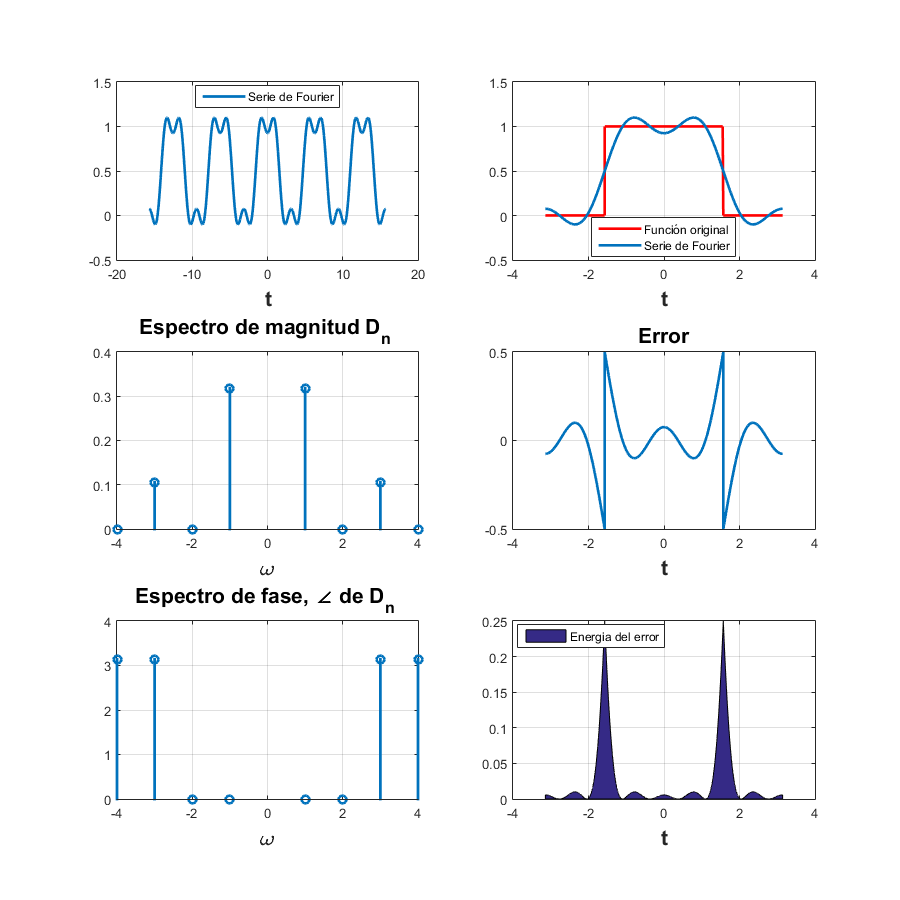 1.5
1
0.5
0
-0.5
-20 -10 0 10 20
t
Serie de Fourier
1.5
1
0.5
0
-0.5
-4 -2 0 2 4
t
Función original
Serie de Fourier
Espectro de magnitud Dn
0.4
0.3
0.2
0.1
0
-4 -2 0 2 4
ω
Error
0.5
0
-0.5
-4 -2 0 2 4
t
Espectro de fase, ∠ de Dn
4
3
2
1
0
-4 -2 0 2 4
ω
Energia del error
0.25
0.2
0.15
0.1
0.05
0
-4 -2 0 2 4
t